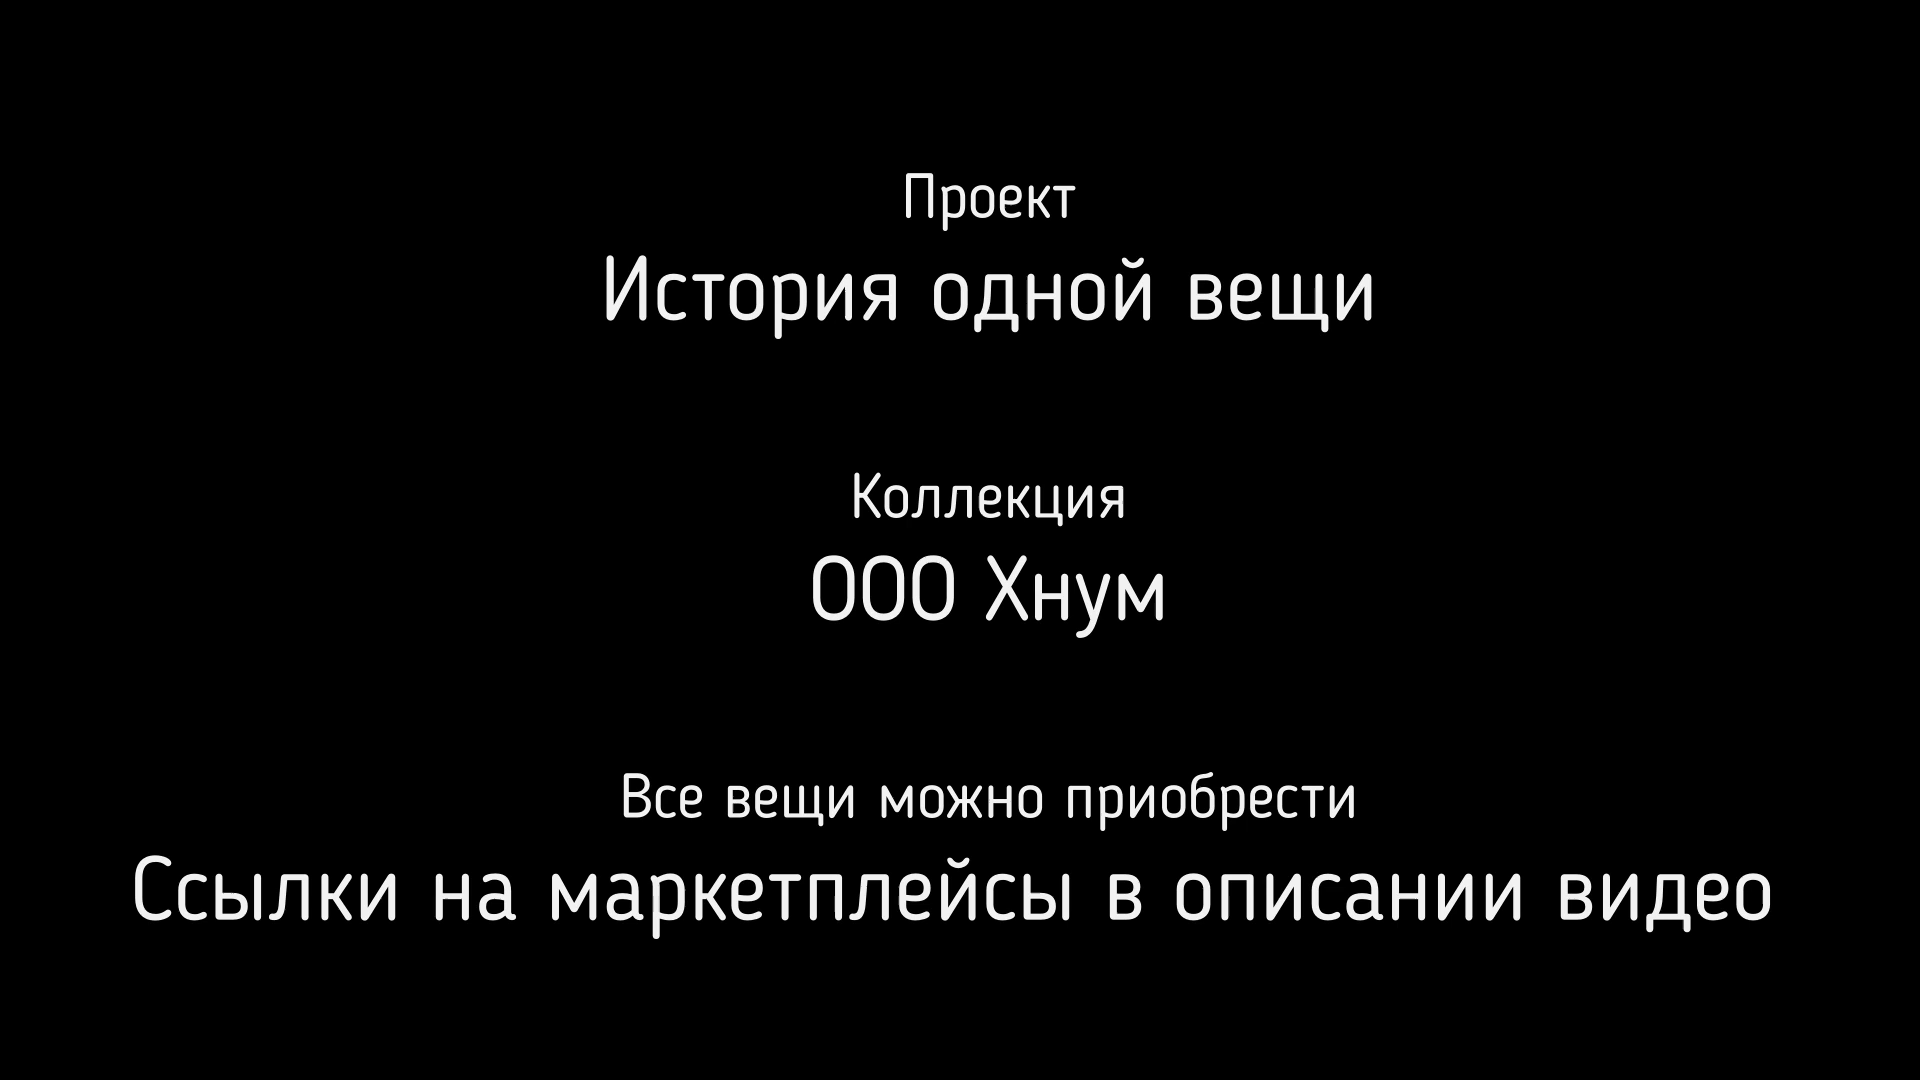 Проект
История одной вещи
Коллекция
ООО Хнум
Все вещи можно приобрести
Ссылки на маркетплейсы в описании видео